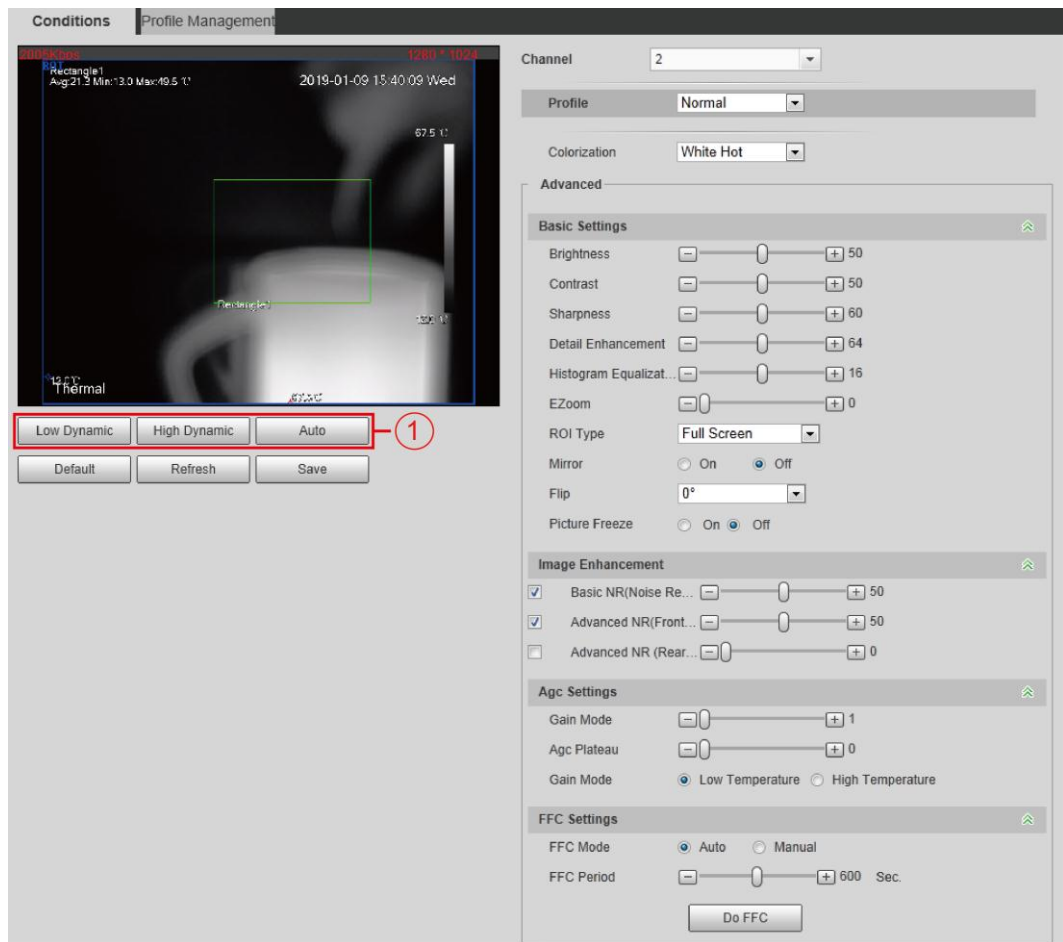 Conditions
Profile Management
2005Kbps 1280 * 1024
Rectangle1
Avg:21.3 Min:13.0 Max:49.5 ℃
2019-01-09 15:40:09 Wed
67.5 ℃
Rectangle1
Thermal
Low Dynamic High Dynamic Auto
1
Default Refresh Save
Channel 2
Profile Normal
Colorization White Hot
Advanced
Basic Settings
Brightness 50
Contrast 50
Sharpness 60
Detail Enhancement 64
Histogram Equalizat... 16
EZoom 0
ROI Type Full Screen
Mirror On Off
Flip 0°
Picture Freeze On Off
Image Enhancement
Basic NR(Noise Re... 50
Advanced NR(Front... 50
Advanced NR (Rear... 0
Agc Settings
Gain Mode 1
Agc Plateau 0
Gain Mode Low Temperature High Temperature
FFC Settings
FFC Mode Auto Manual
FFC Period 600 Sec.
Do FFC